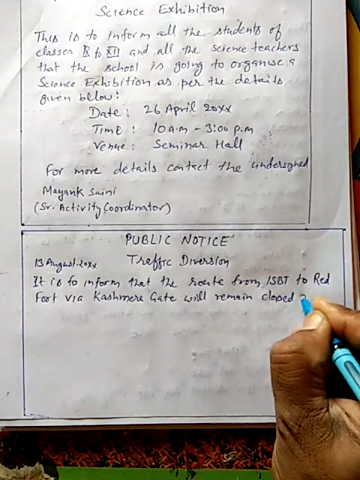 Science Exhibition
This is to inform all the students of
classes X to XII and all the science teachers
that the school is going to organise a
Science Exhibition as per the details
given bllow:
Date: 26 April 20xx
Time: 10 a.m - 3:00 p.m
Venue: Seminar Hall
For more details contact the undersigned
Mayank Saini
(Sr. Activity Coordinator)
PUBLIC NOTICE
13 August 20xx Traffic Diversion
It is to inform that the route from ISBT to Red
Foot via Kashmere Gate will remain closed